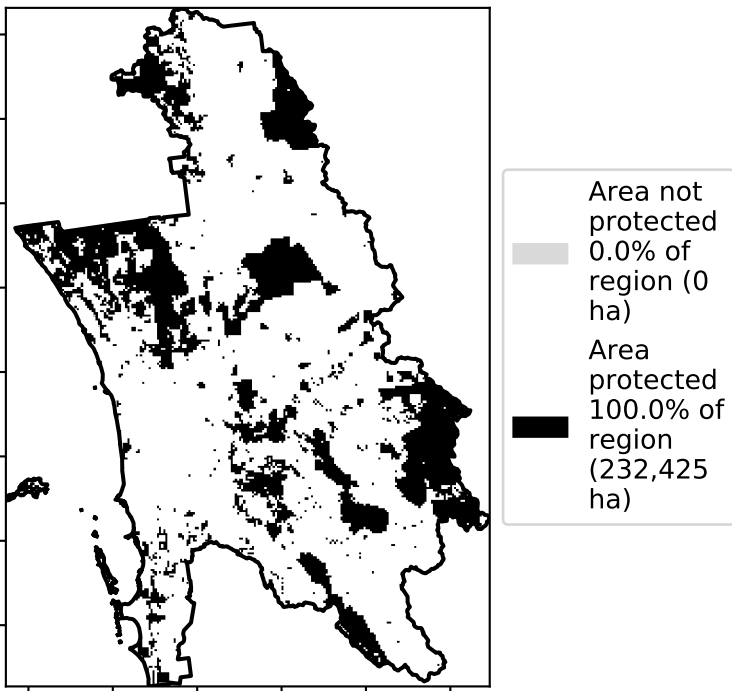 Area not
protected
0.0% of
region (0
ha)
Area
protected
100.0% of
region
(232,425
ha)